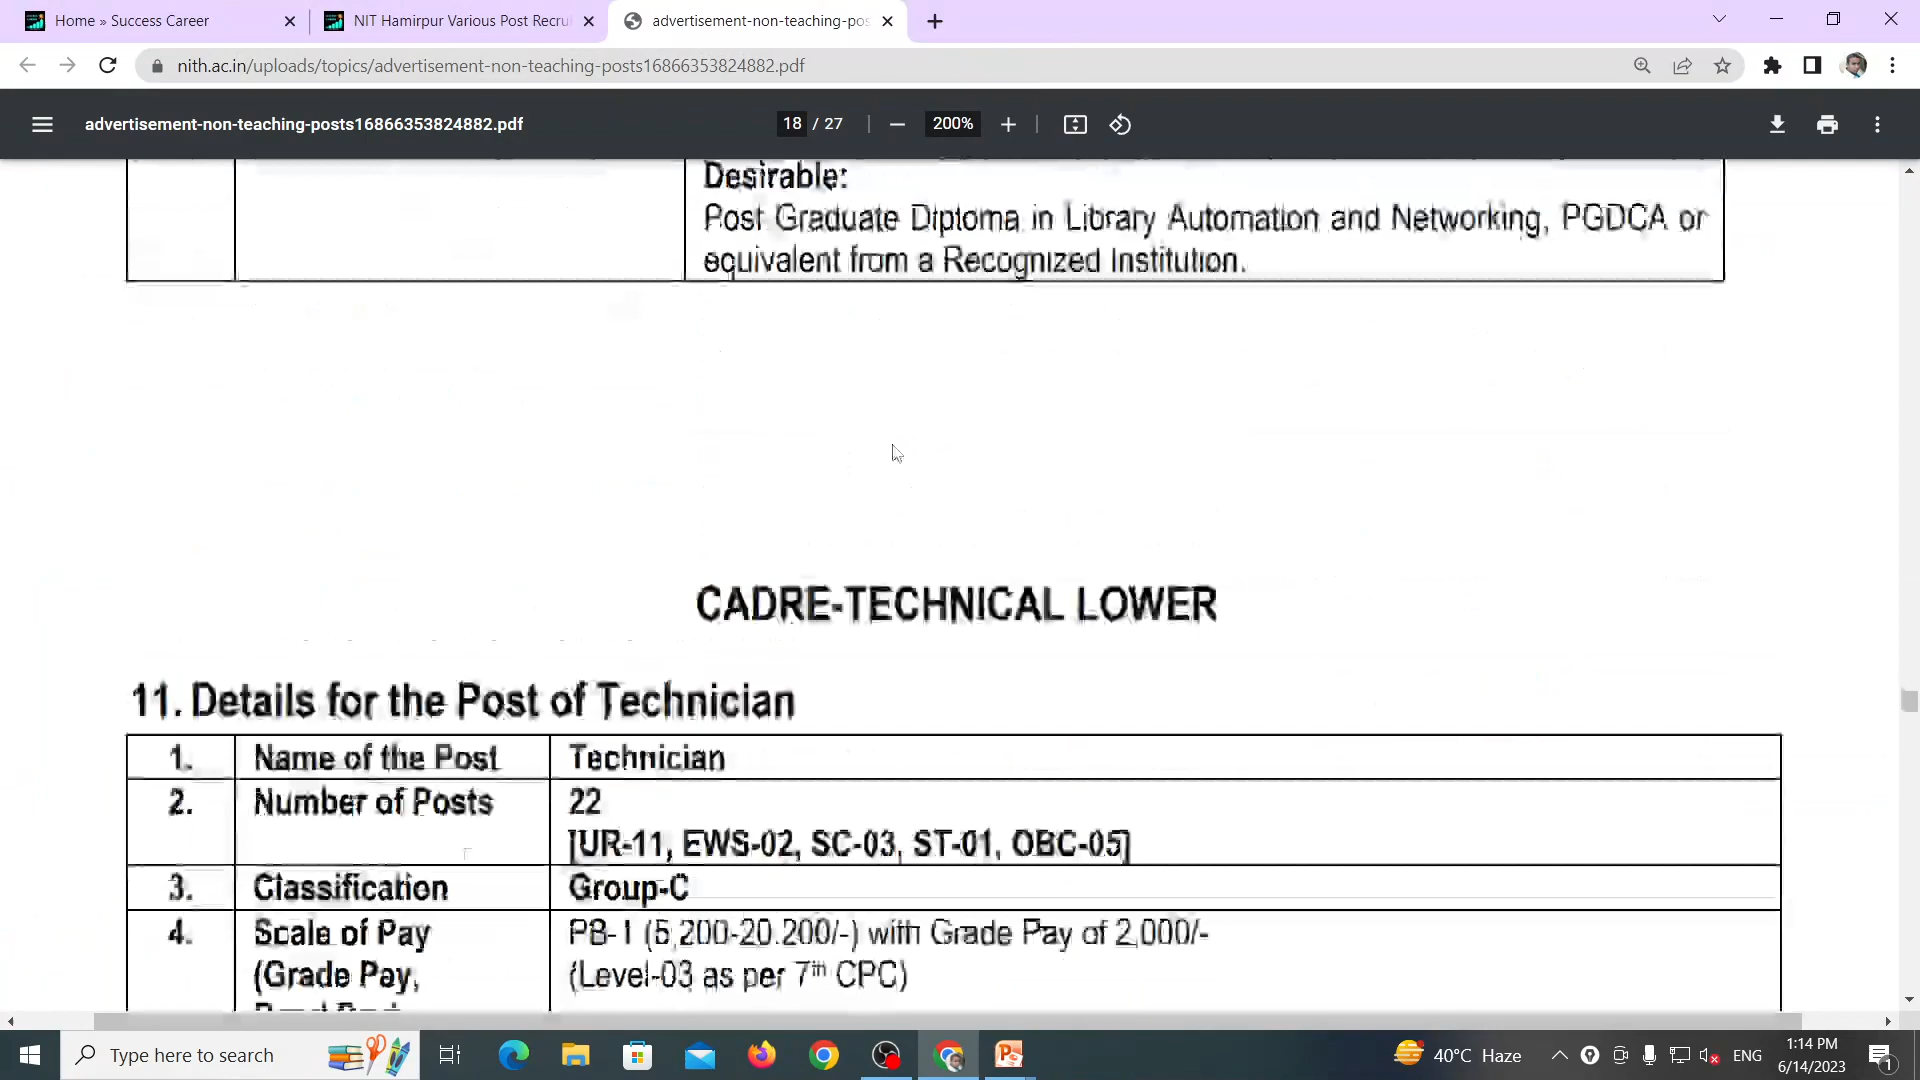 Home » Success Career
NIT Hamirpur Various Post Recru
advertisement-non-teaching-pos
nith.ac.in/uploads/topics/advertisement-non-teaching-posts16866353824882.pdf
advertisement-non-teaching-posts16866353824882.pdf
18 / 27
200%
Desirable:
Post Graduate Diploma in Library Automation and Networking, PGDCA or
equivalent from a Recognized Institution.
CADRE-TECHNICAL LOWER
11. Details for the Post of Technician
1. Name of the Post Technician
2. Number of Posts 22
[UR-11, EWS-02, SC-03, ST-01, OBC-05]
3. Classification Group-C
4. Scale of Pay PB-1 (5,200-20.200/-) with Grade Pay of 2,000/-
(Grade Pay, (Level-03 as per 7th CPC)
Type here to search
40°C Haze
ENG
1:14 PM
6/14/2023
1